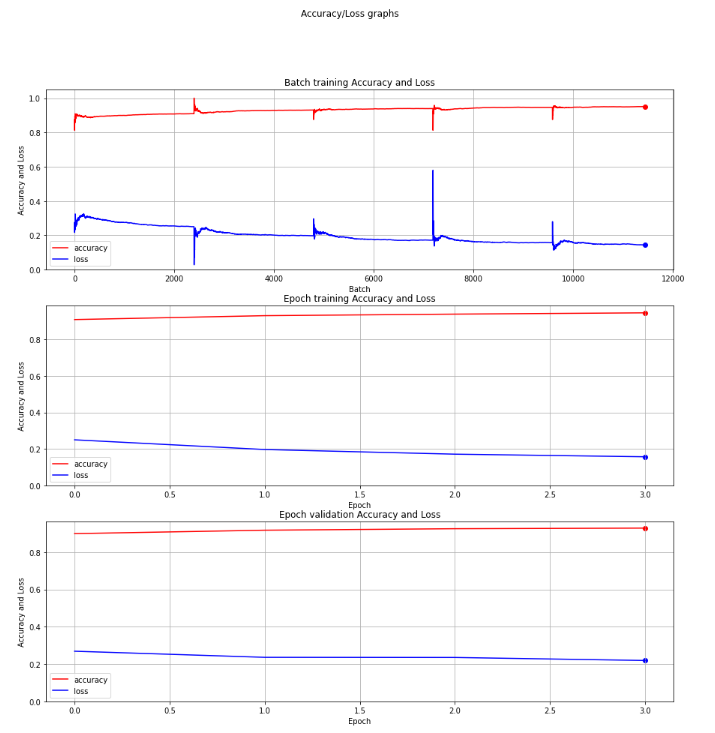 Accuracy/Loss graphs
Batch training Accuracy and Loss
Accuracy and Loss
1.0
0.8
0.6
0.4
0.2
0.0
accuracy
loss
0 2000 4000 6000 8000 10000 12000
Batch
Epoch training Accuracy and Loss
Accuracy and Loss
0.8
0.6
0.4
0.2
0.0
accuracy
loss
0.0 0.5 1.0 1.5 2.0 2.5 3.0
Epoch
Epoch validation Accuracy and Loss
Accuracy and Loss
0.8
0.6
0.4
0.2
0.0
accuracy
loss
0.0 0.5 1.0 1.5 2.0 2.5 3.0
Epoch